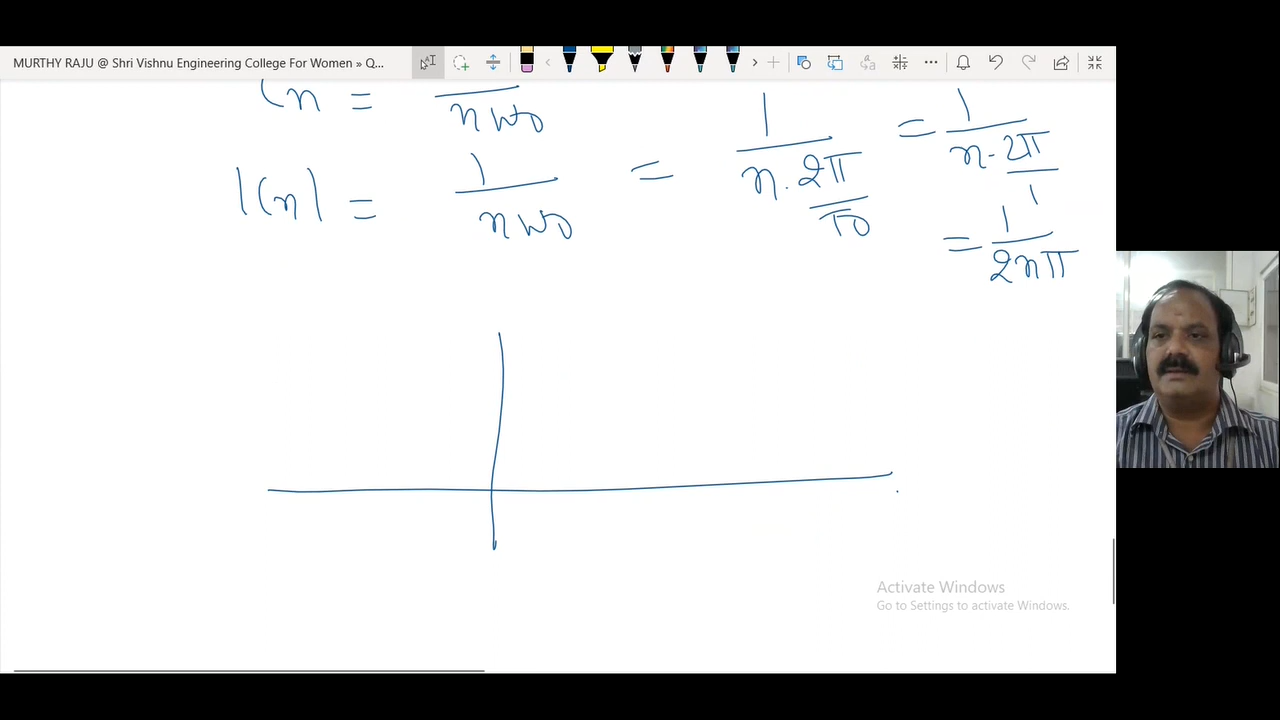 MURTHY RAJU @ Shri Vishnu Engineering College For Women » Q...
Cn = ― / nω0
|Cn| = 1 / nω0 = 1 / n.2π/T0 = 1 / n.2π/1
= 1 / 2nπ
Activate Windows
Go to Settings to activate Windows.